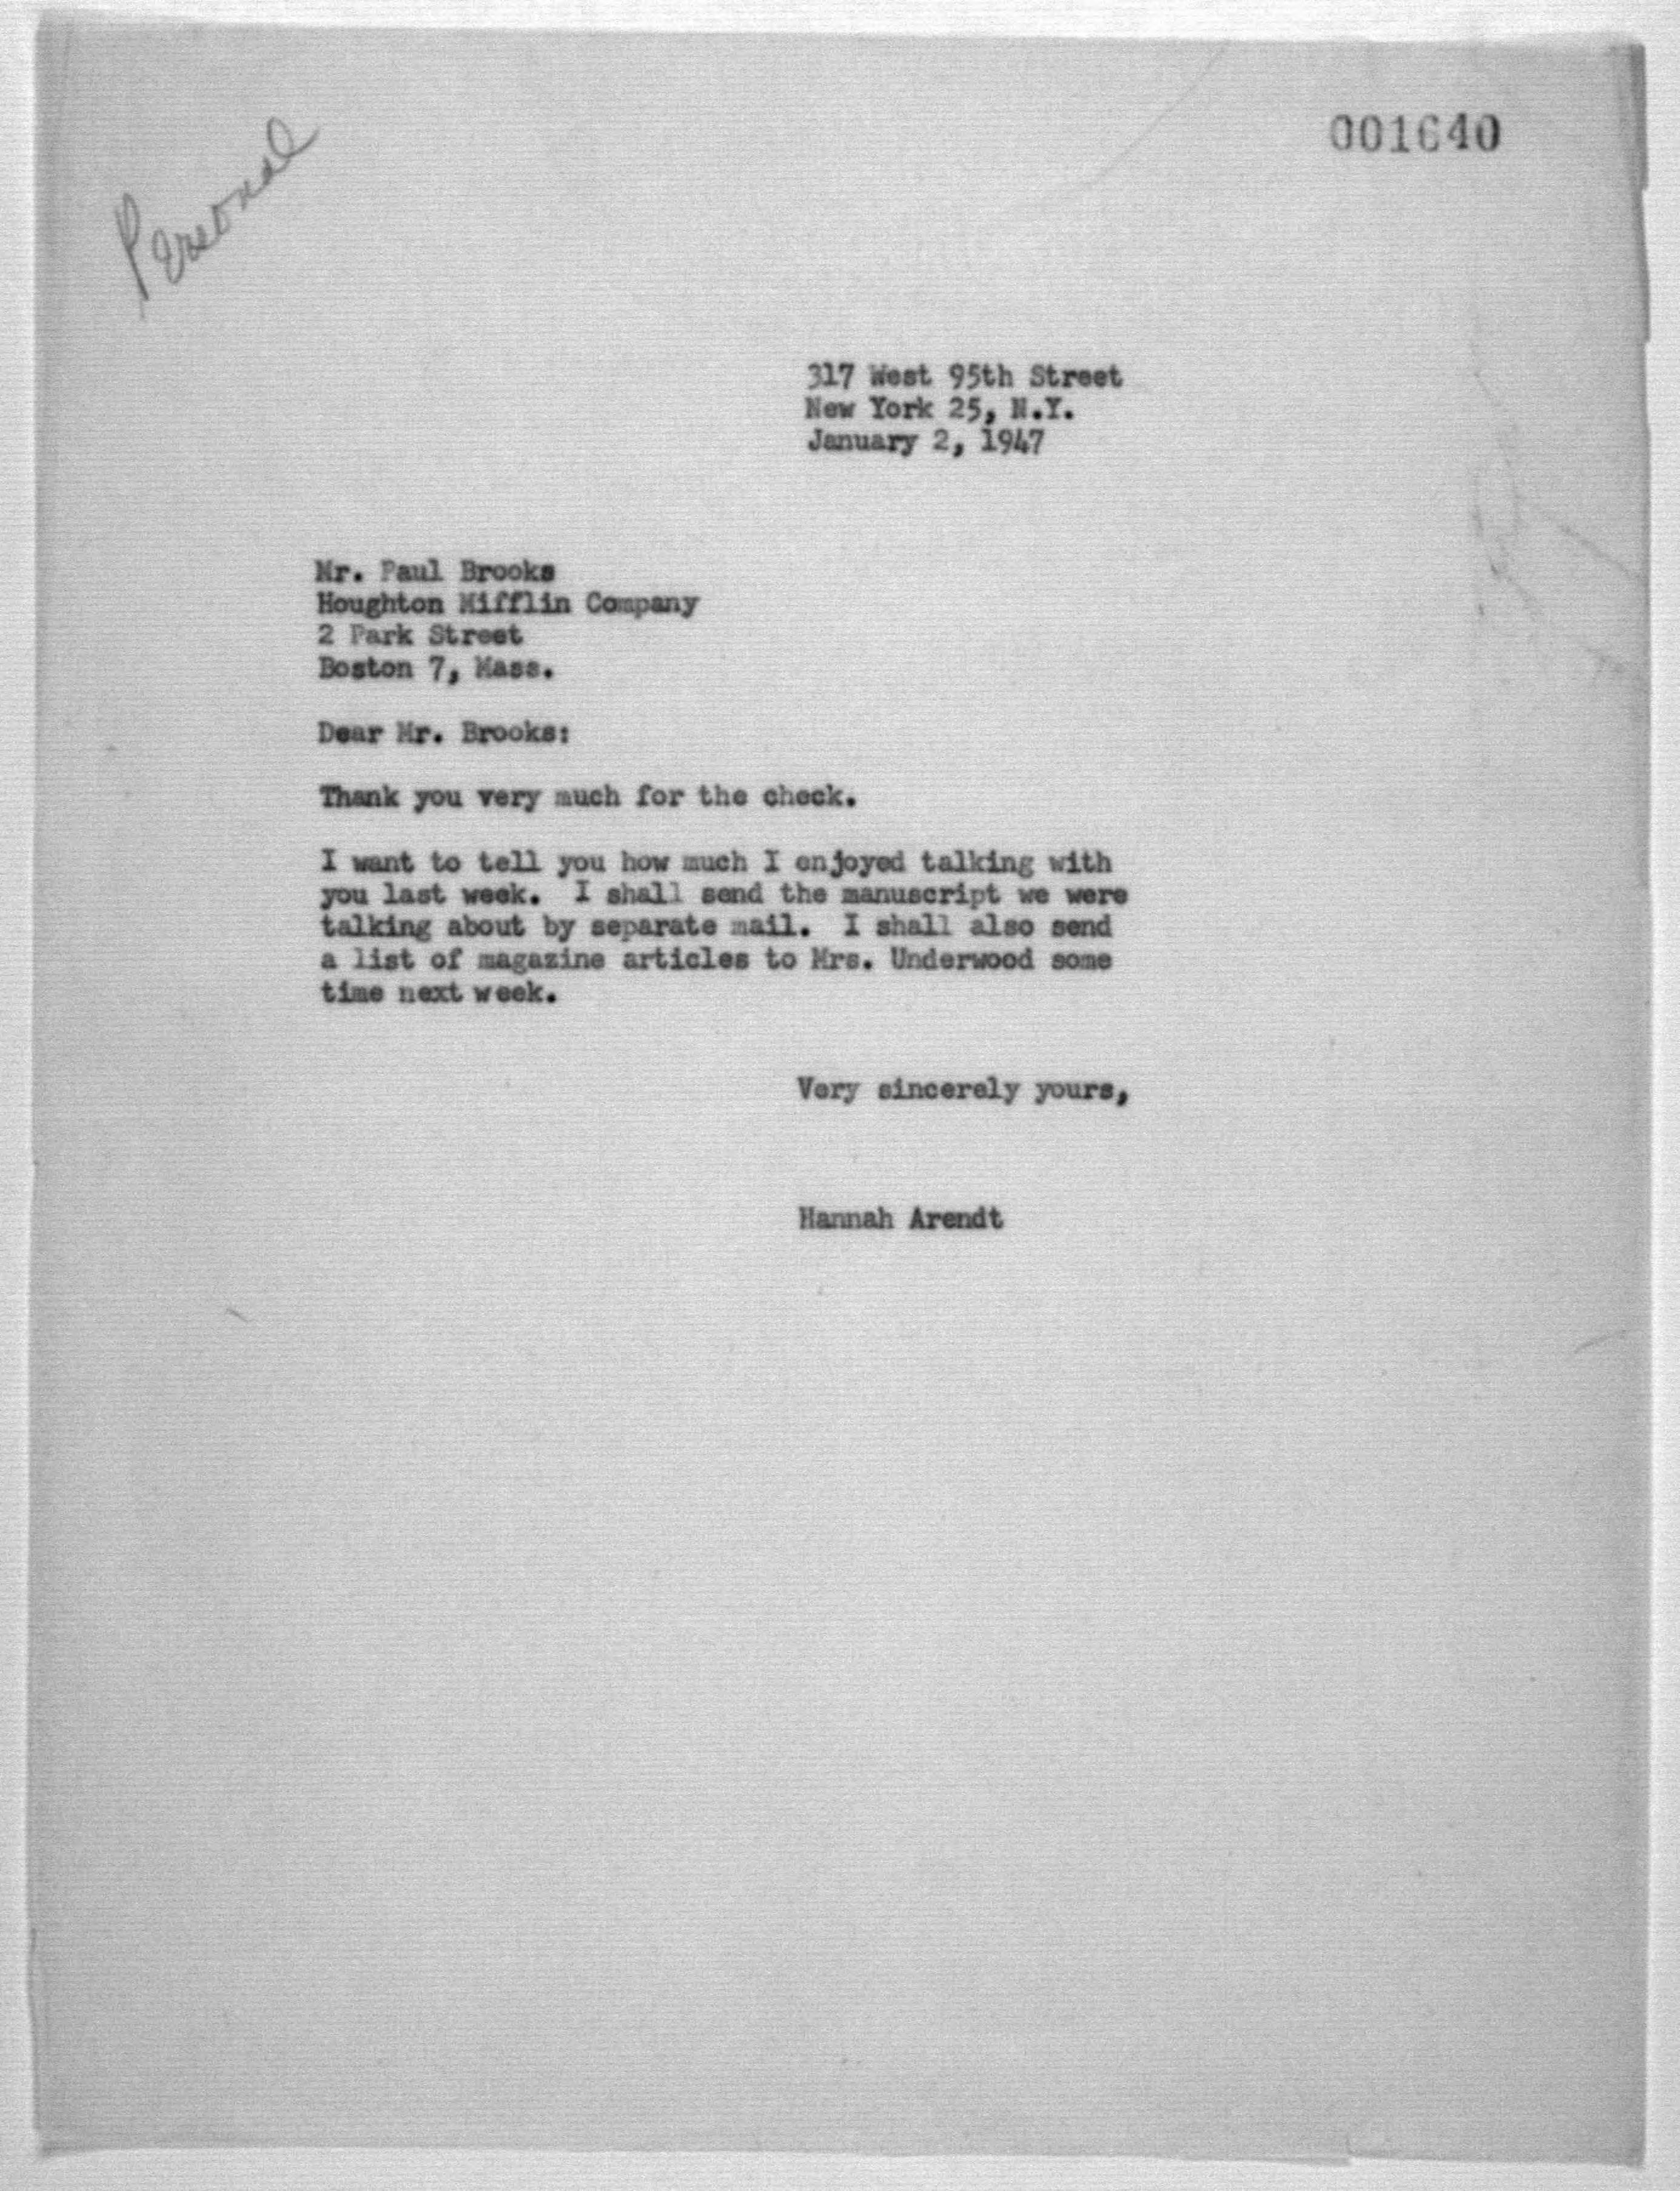 Personal
001640
317 West 95th Street
New York 25, N.Y.
January 2, 1947
Mr. Paul Brooks
Houghton Mifflin Company
2 Park Street
Boston 7, Mass.
Dear Mr. Brooks:
Thank you very much for the check.
I want to tell you how much I enjoyed talking with
you last week. I shall send the manuscript we were
talking about by separate mail. I shall also send
a list of magazine articles to Mrs. Underwood some
time next week.
Very sincerely yours,
Hannah Arendt